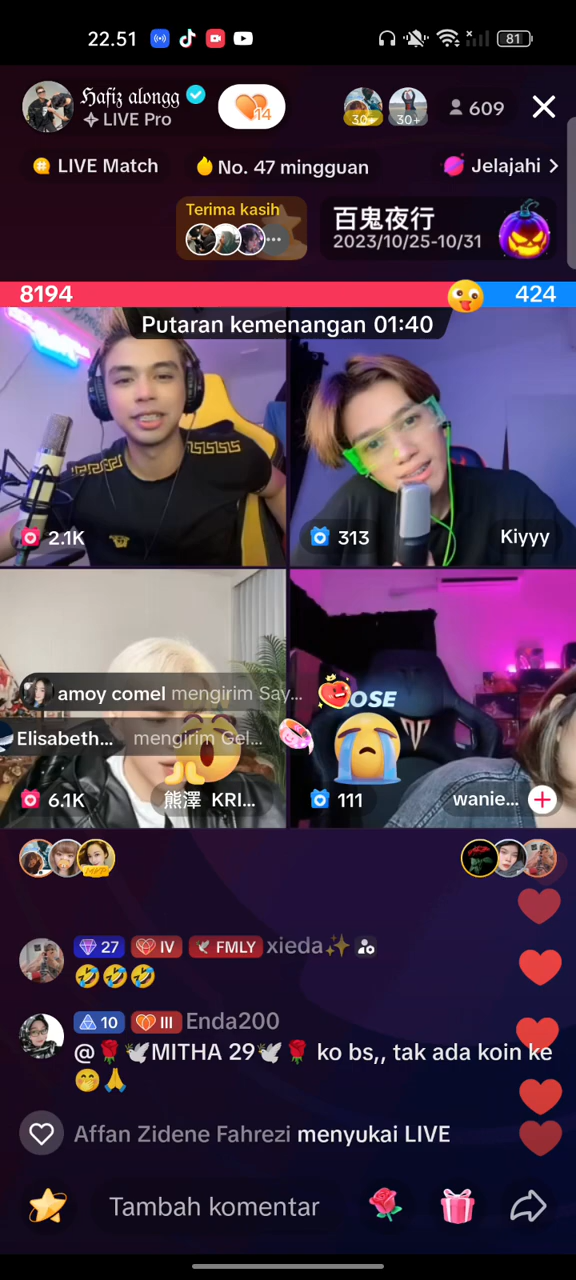 22.51
81
ℌ𝔞𝔣𝔦𝔷 𝔞𝔩𝔬𝔫𝔤𝔤
LIVE Pro
14
30+
30+
609
LIVE Match
No. 47 mingguan
Jelajahi
Terima kasih
百鬼夜行
2023/10/25-10/31
8194
424
Putaran kemenangan 01:40
2.1K
313
Kiyyy
amoy comel mengirim Say...
OSE
Elisabeth... mengirim Gel...
6.1K
熊澤 KRI...
111
wanie...
27 IV FMLY xieda✨
🤣🤣🤣
10 III Enda200
@🌹🕊️MITHA 29🕊️🌹 ko bs,, tak ada koin ke
🤭🙏
Affan Zidene Fahrezi menyukai LIVE
Tambah komentar